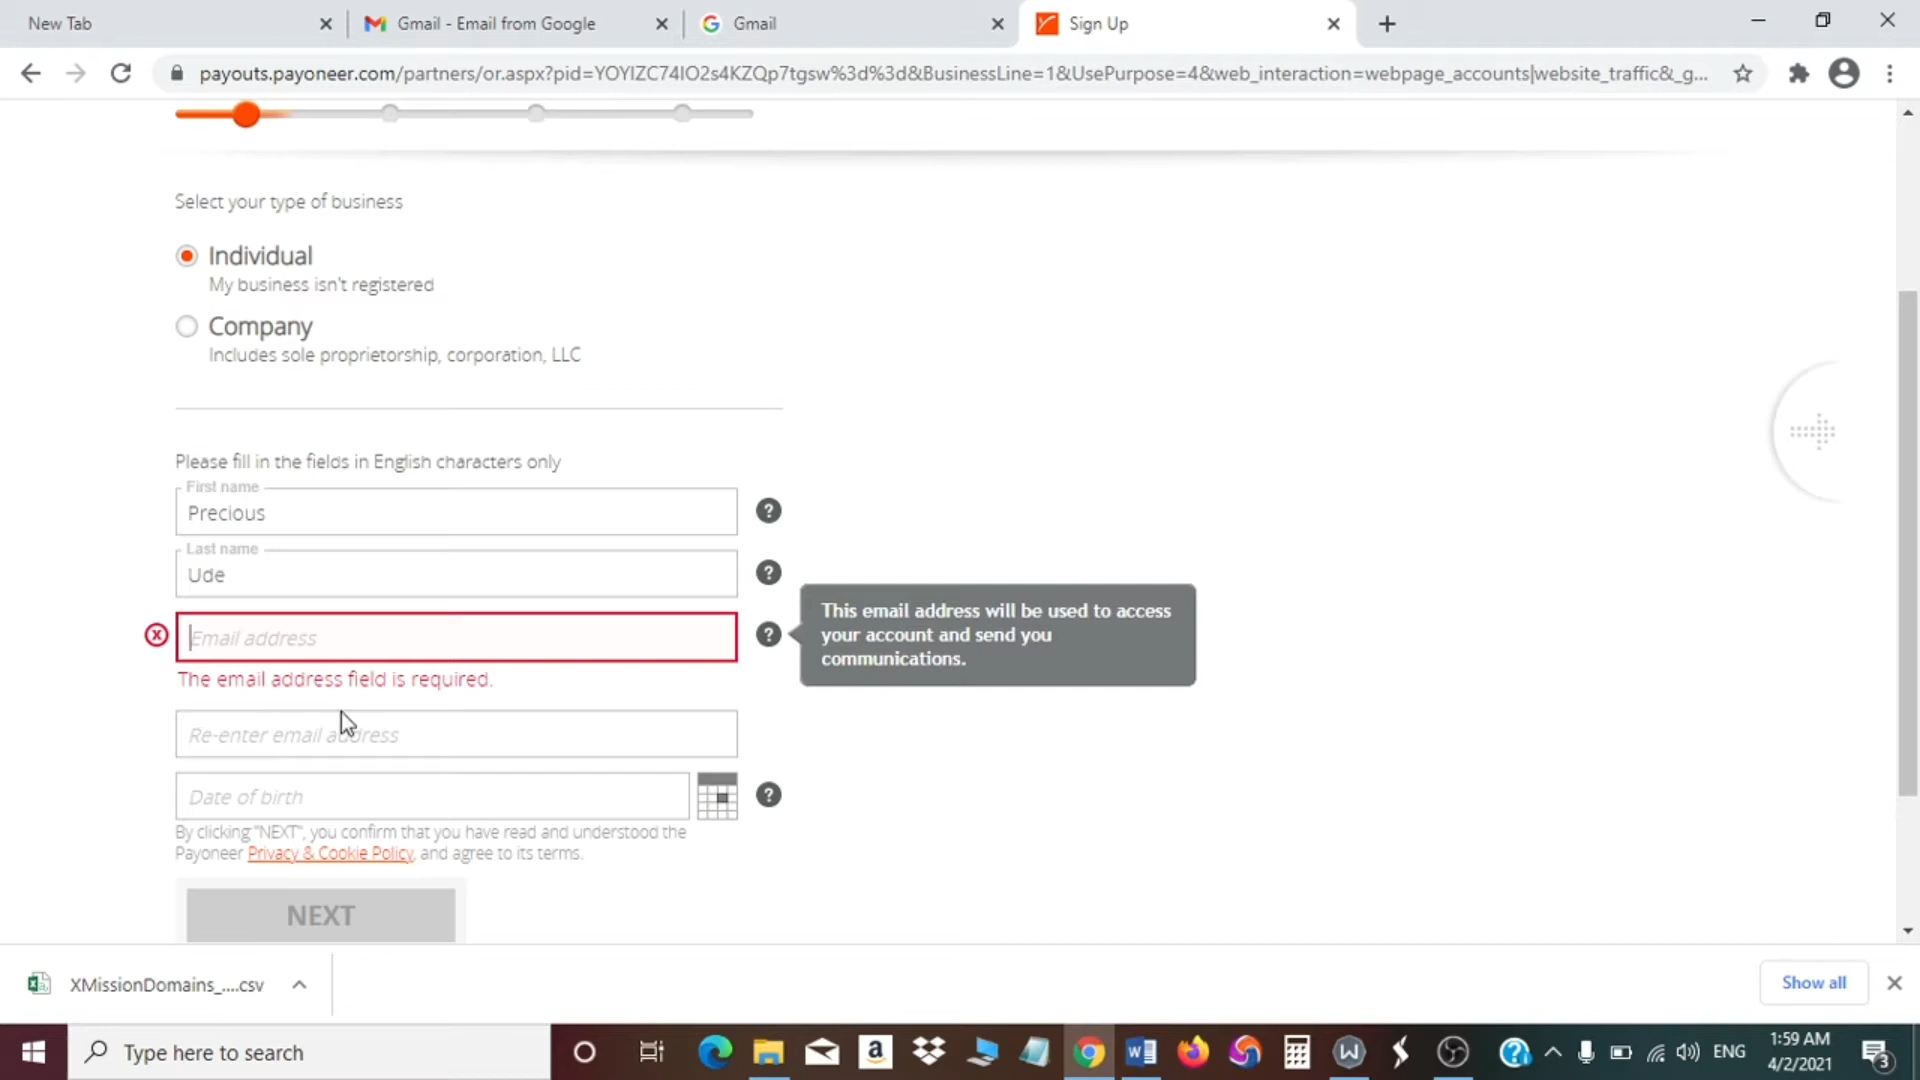 New Tab
Gmail - Email from Google
Gmail
Sign Up
payouts.payoneer.com/partners/or.aspx?pid=YOYIZC74IO2s4KZQp7tgsw%3d%3d&BusinessLine=1&UsePurpose=4&web_interaction=webpage_accounts|website_traffic&_g...
Select your type of business
Individual
My business isn't registered
Company
Includes sole proprietorship, corporation, LLC
Please fill in the fields in English characters only
First name
Precious
Last name
Ude
Email address
This email address will be used to access
your account and send you
communications.
The email address field is required.
Re-enter email address
Date of birth
By clicking "NEXT", you confirm that you have read and understood the
Payoneer Privacy & Cookie Policy, and agree to its terms.
NEXT
XMissionDomains_....csv
Show all
Type here to search
ENG
1:59 AM
4/2/2021
3